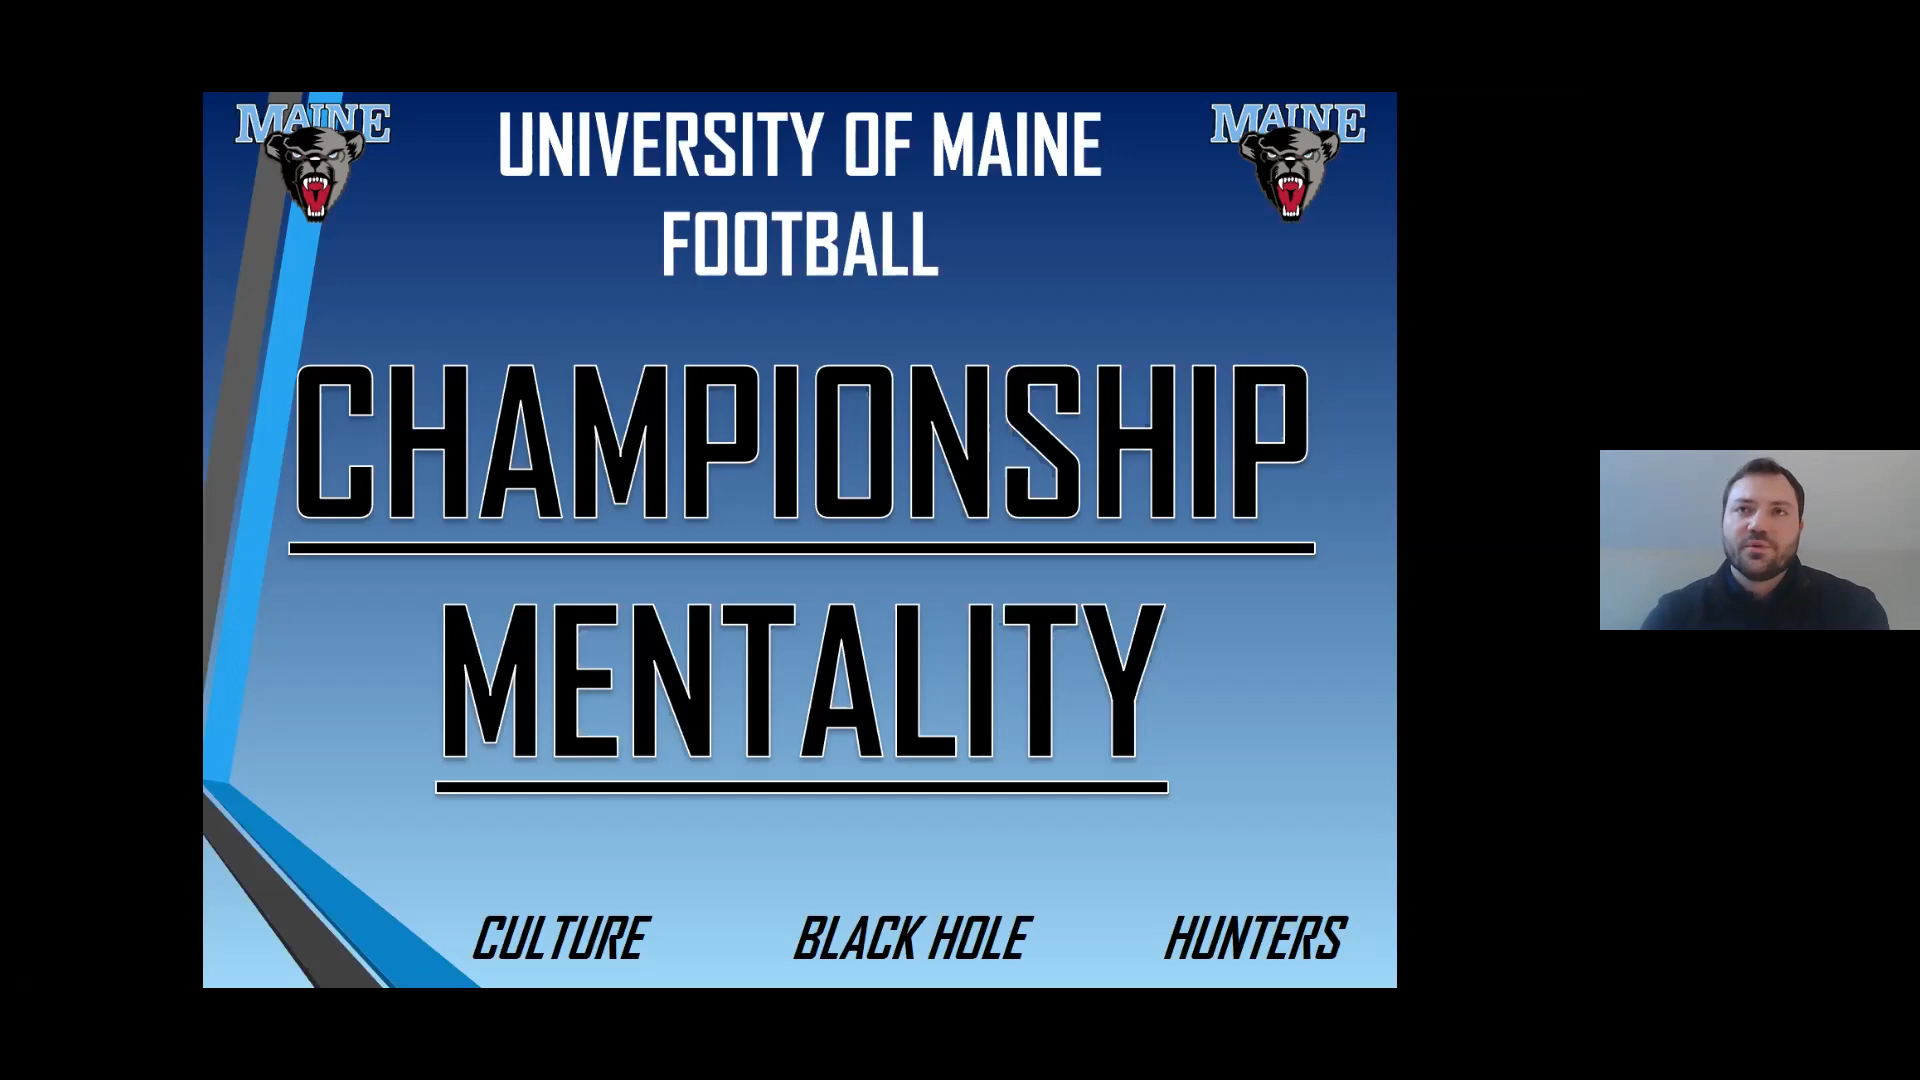 MAINE
MAINE
UNIVERSITY OF MAINE
FOOTBALL
CHAMPIONSHIP
MENTALITY
CULTURE
BLACK HOLE
HUNTERS